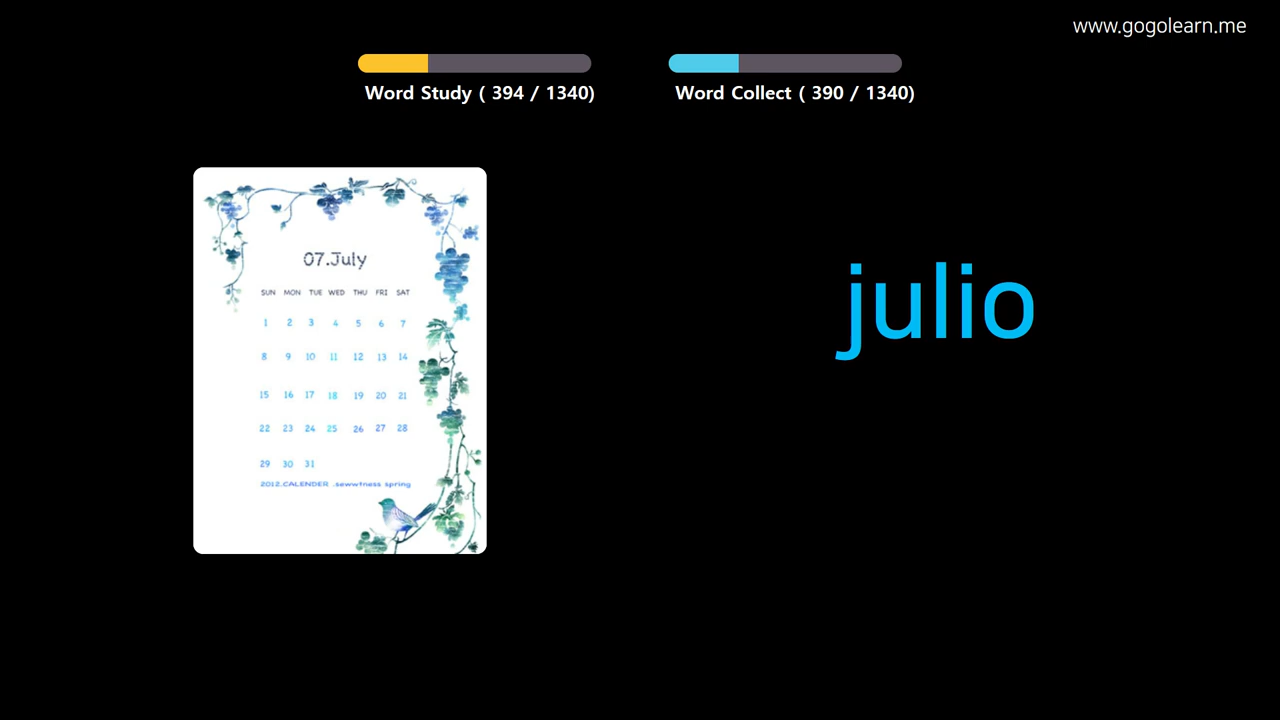 www.gogolearn.me
Word Study ( 394 / 1340)
Word Collect ( 390 / 1340)
07.July
SUN MON TUE WED THU FRI SAT
1 2 3 4 5 6 7
8 9 10 11 12 13 14
15 16 17 18 19 20 21
22 23 24 25 26 27 28
29 30 31
2012.CALENDER .sewwtness spring
julio